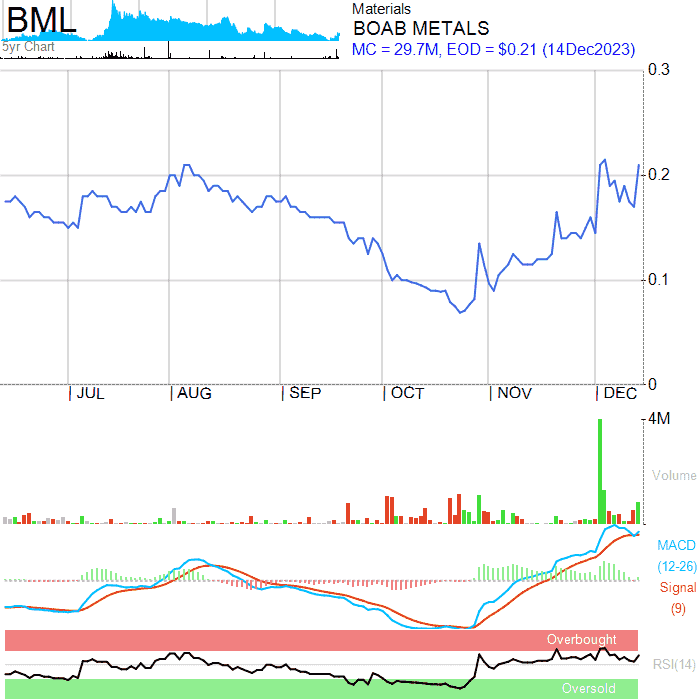 BML
5yr Chart
Materials
BOAB METALS
MC = 29.7M, EOD = $0.21 (14Dec2023)
0.3
0.2
0.1
0
JUL AUG SEP OCT NOV DEC
4M
Volume
MACD
(12-26)
Signal
(9)
Overbought
RSI(14)
Oversold